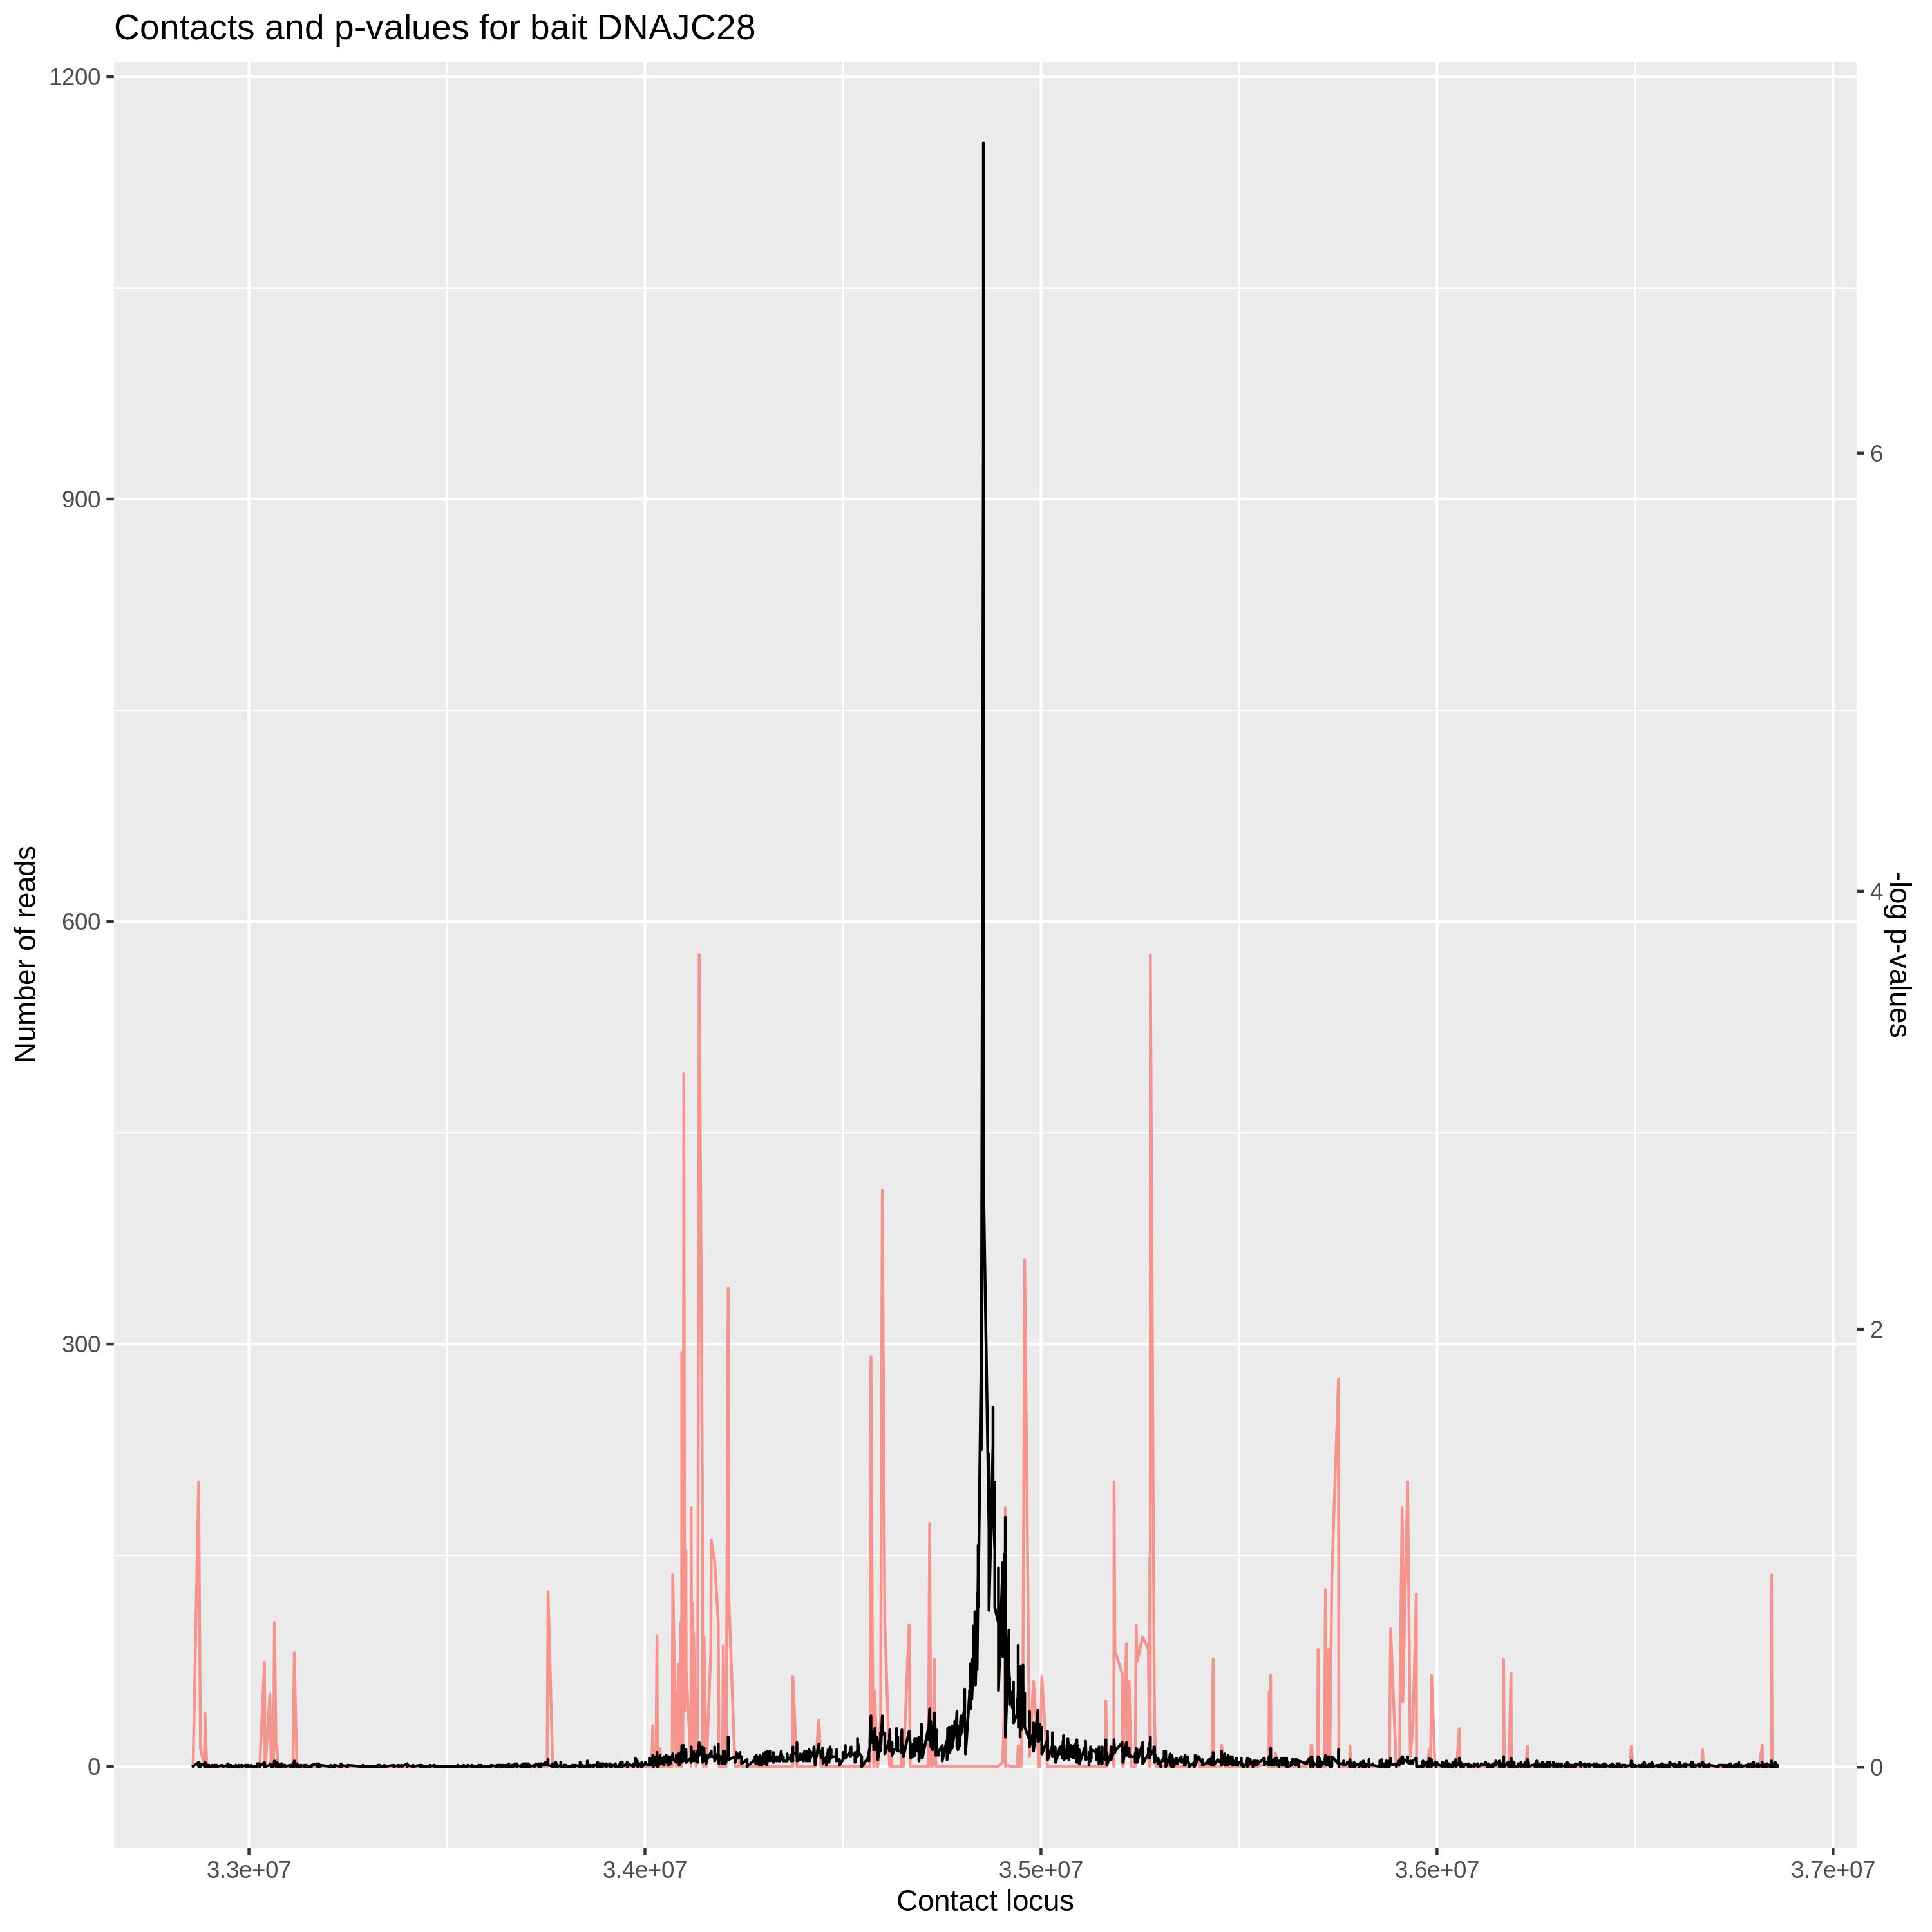 Contacts and p-values for bait DNAJC28
1200
900
600
300
0
Number of reads
6
4
2
0
-log p-values
3.3e+07
3.4e+07
3.5e+07
3.6e+07
3.7e+07
Contact locus